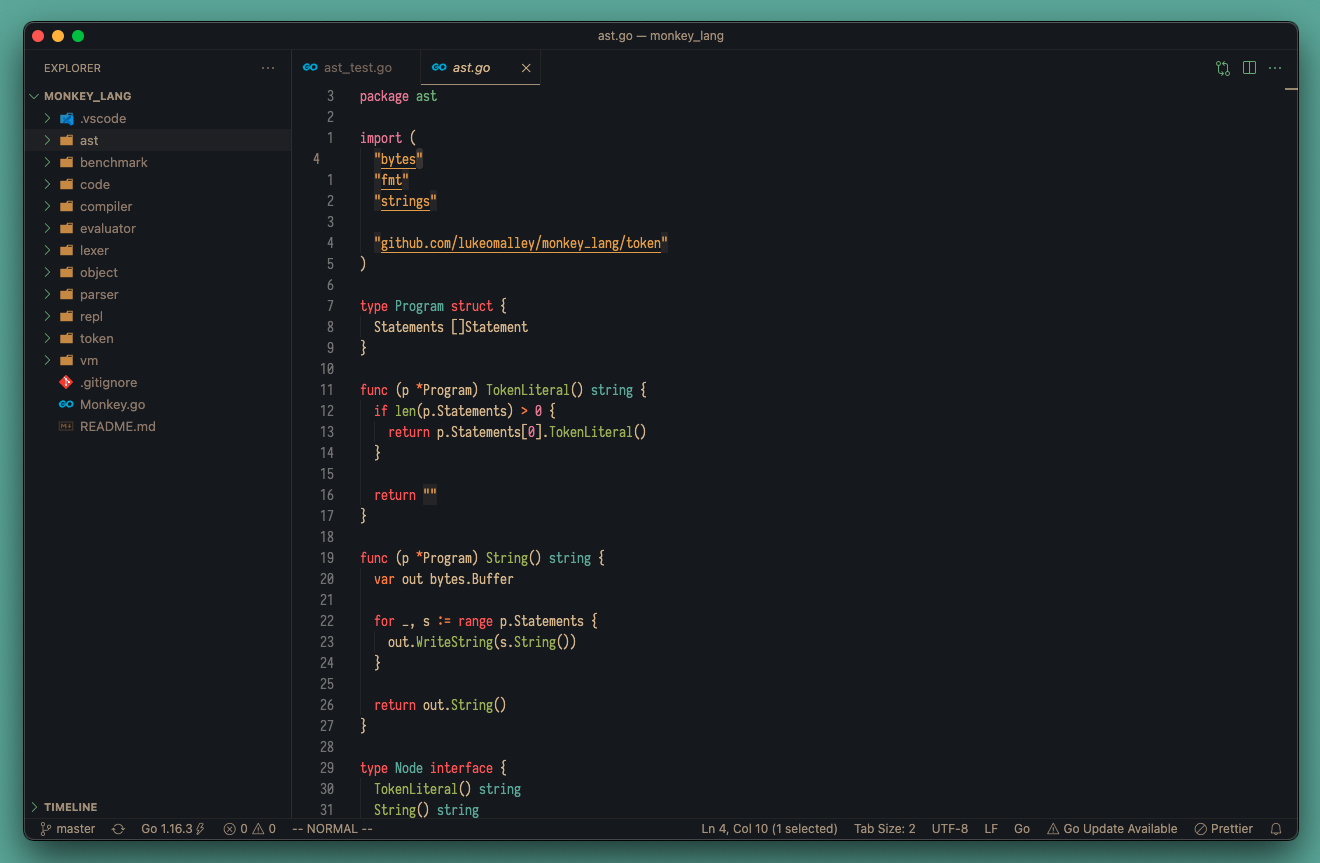 ast.go — monkey_lang
EXPLORER ···
MONKEY_LANG
.vscode
ast
benchmark
code
compiler
evaluator
lexer
object
parser
repl
token
vm
.gitignore
GO Monkey.go
M↓ README.md
TIMELINE
GO ast_test.go GO ast.go
3 package ast
2
1 import (
4 "bytes"
1 "fmt"
2 "strings"
3
4 "github.com/lukeomalley/monkey_lang/token"
5 )
6
7 type Program struct {
8 Statements []Statement
9 }
10
11 func (p *Program) TokenLiteral() string {
12 if len(p.Statements) > 0 {
13 return p.Statements[0].TokenLiteral()
14 }
15
16 return ""
17 }
18
19 func (p *Program) String() string {
20 var out bytes.Buffer
21
22 for _, s := range p.Statements {
23 out.WriteString(s.String())
24 }
25
26 return out.String()
27 }
28
29 type Node interface {
30 TokenLiteral() string
31 String() string
master Go 1.16.3 0 0 -- NORMAL -- Ln 4, Col 10 (1 selected) Tab Size: 2 UTF-8 LF Go Go Update Available Prettier